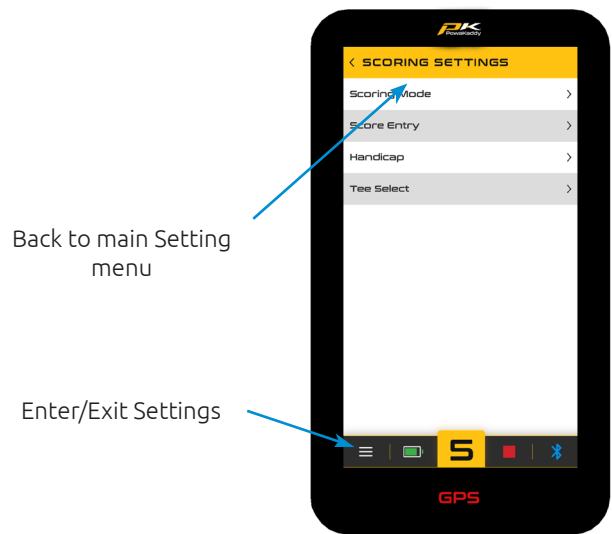 PK
PowaKaddy
< SCORING SETTINGS
Scoring Mode >
Score Entry >
Handicap >
Tee Select >
Back to main Setting
menu
Enter/Exit Settings
5
GPS